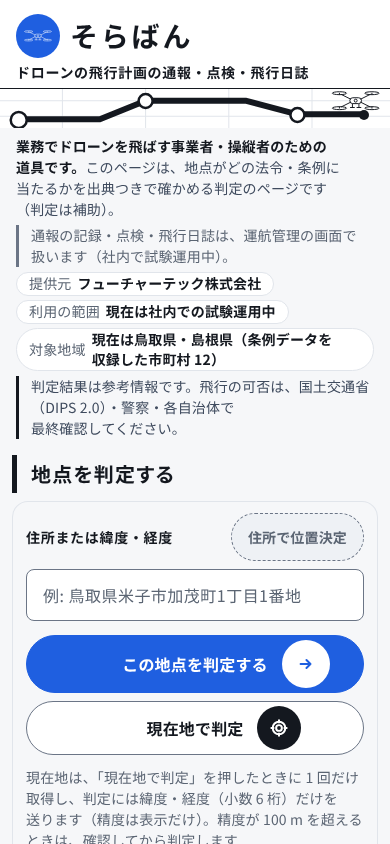 そらばん
ドローンの飛行計画の通報・点検・飛行日誌
業務でドローンを飛ばす事業者・操縦者のための
道具です。このページは、地点がどの法令・条例に
当たるかを出典つきで確かめる判定のページです
（判定は補助）。
通報の記録・点検・飛行日誌は、運航管理の画面で
扱います（社内で試験運用中）。
提供元 フューチャーテック株式会社
利用の範囲 現在は社内での試験運用中
対象地域 現在は鳥取県・島根県（条例データを
収録した市町村 12）
判定結果は参考情報です。飛行の可否は、国土交通省
（DIPS 2.0）・警察・各自治体で
最終確認してください。
地点を判定する
住所または緯度・経度
住所で位置決定
例: 鳥取県米子市加茂町1丁目1番地
この地点を判定する
現在地で判定
現在地は、「現在地で判定」を押したときに 1 回だけ
取得し、判定には緯度・経度（小数 6 桁）だけを
送ります（精度は表示だけ）。精度が 100 m を超える
ときは、確認してから判定します